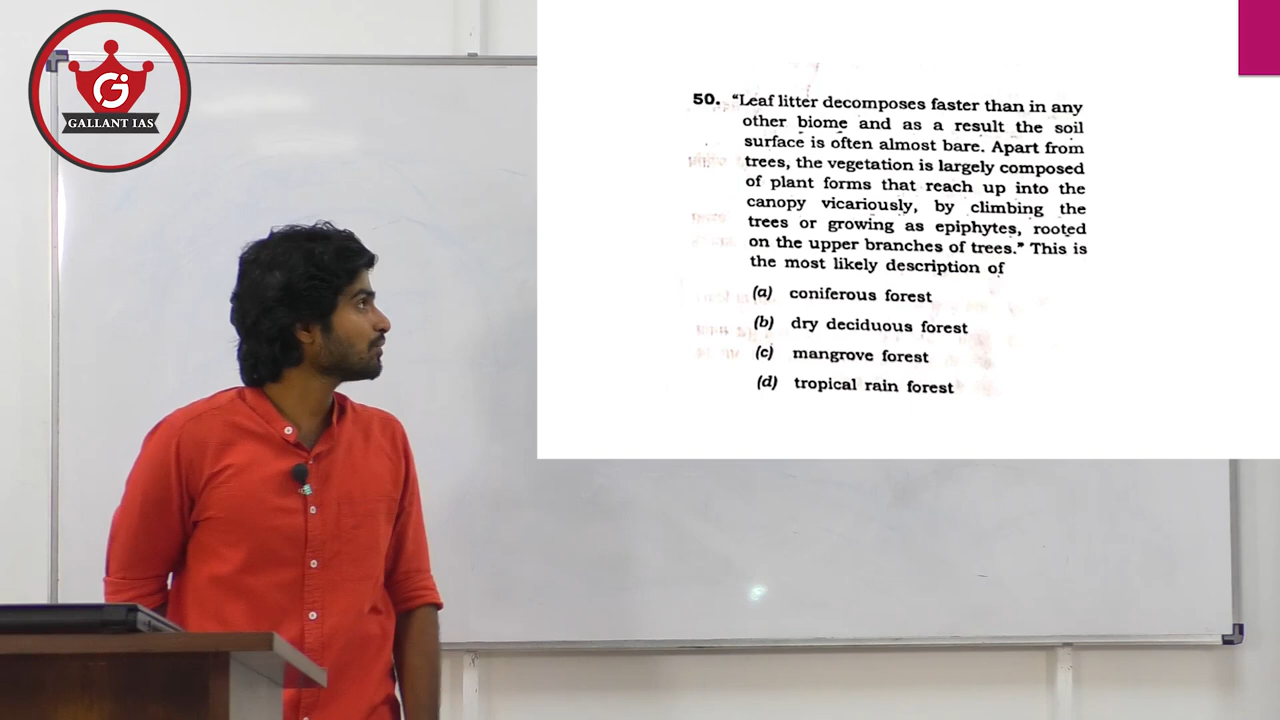 GALLANT IAS
50. “Leaf litter decomposes faster than in any
other biome and as a result the soil
surface is often almost bare. Apart from
trees, the vegetation is largely composed
of plant forms that reach up into the
canopy vicariously, by climbing the
trees or growing as epiphytes, rooted
on the upper branches of trees.” This is
the most likely description of
(a) coniferous forest
(b) dry deciduous forest
(c) mangrove forest
(d) tropical rain forest